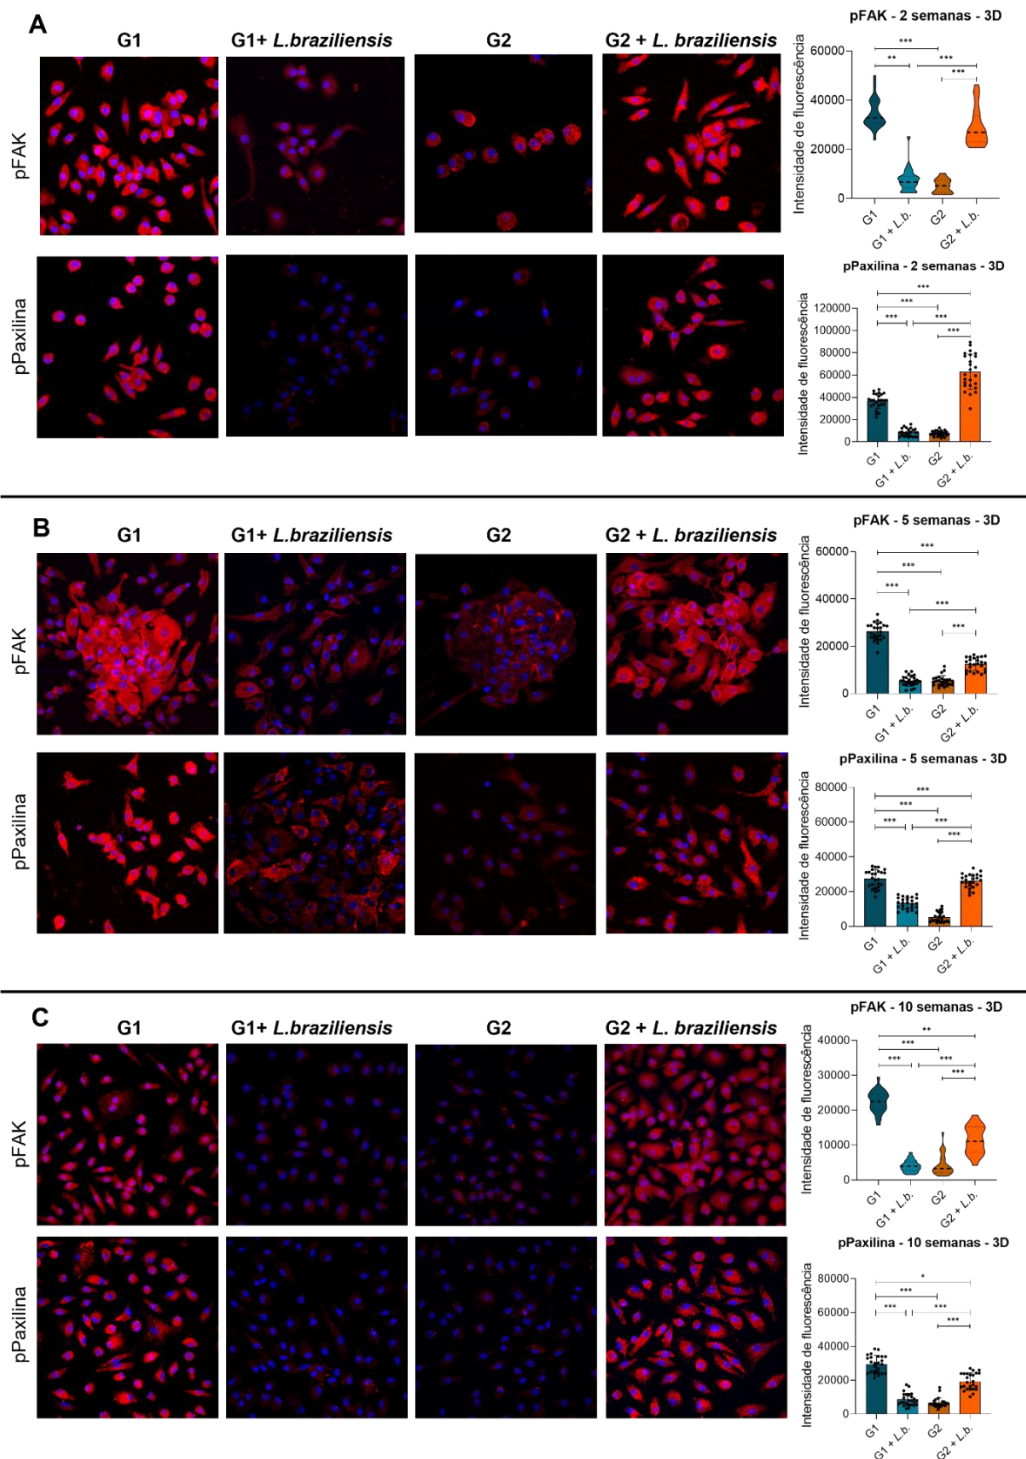 A
G1
G1+ L.braziliensis
G2
G2 + L. braziliensis
pFAK
pPaxilina
pFAK - 2 semanas - 3D
Intensidade de fluorescência
60000
40000
20000
0
***
**
***
***
G1
G1 + L.b.
G2
G2 + L.b.
pPaxilina - 2 semanas - 3D
Intensidade de fluorescência
120000
100000
80000
60000
40000
20000
0
***
***
***
***
***
G1
G1 + L.b.
G2
G2 + L.b.
B
G1
G1+ L.braziliensis
G2
G2 + L. braziliensis
pFAK
pPaxilina
pFAK - 5 semanas - 3D
Intensidade de fluorescência
60000
40000
20000
0
***
***
***
***
***
G1
G1 + L.b.
G2
G2 + L.b.
pPaxilina - 5 semanas - 3D
Intensidade de fluorescência
80000
60000
40000
20000
0
***
***
***
***
***
G1
G1 + L.b.
G2
G2 + L.b.
C
G1
G1+ L.braziliensis
G2
G2 + L. braziliensis
pFAK
pPaxilina
pFAK - 10 semanas - 3D
Intensidade de fluorescência
40000
30000
20000
10000
0
**
***
***
***
***
G1
G1 + L.b.
G2
G2 + L.b.
pPaxilina - 10 semanas - 3D
Intensidade de fluorescência
80000
60000
40000
20000
0
*
***
***
***
***
G1
G1 + L.b.
G2
G2 + L.b.